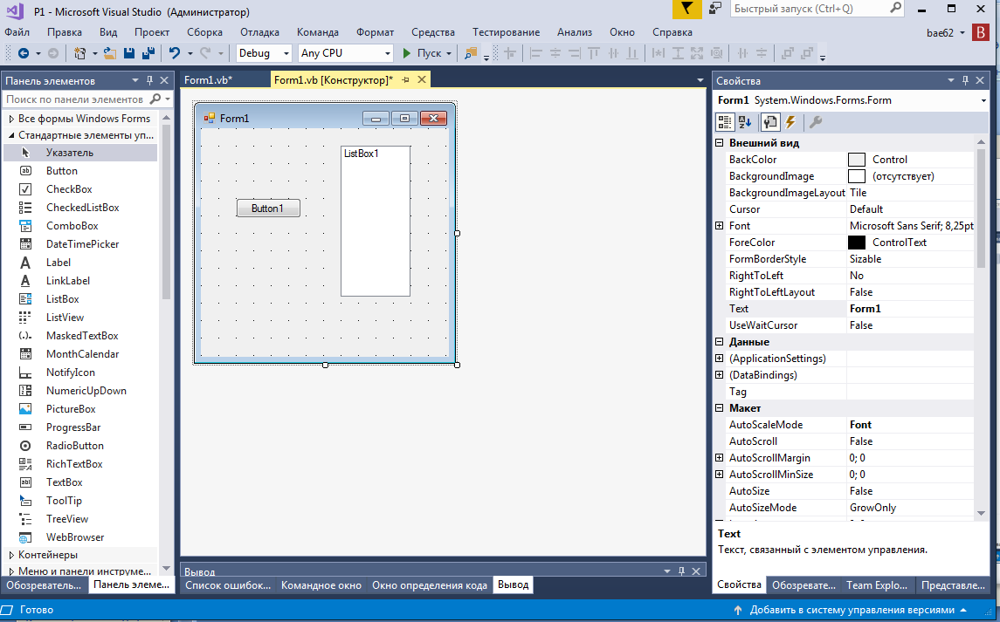 P1 - Microsoft Visual Studio (Администратор)
Быстрый запуск (Ctrl+Q)
Файл Правка Вид Проект Сборка Отладка Команда Формат Средства Тестирование Анализ Окно Справка
bae62 B
Debug Any CPU Пуск
Панель элементов
Поиск по панели элементов
Все формы Windows Forms
Стандартные элементы уп...
Указатель
Button
CheckBox
CheckedListBox
ComboBox
DateTimePicker
Label
LinkLabel
ListBox
ListView
MaskedTextBox
MonthCalendar
NotifyIcon
NumericUpDown
PictureBox
ProgressBar
RadioButton
RichTextBox
TextBox
ToolTip
TreeView
WebBrowser
Контейнеры
Меню и панели инструме...
Обозреватель... Панель элеме...
Form1.vb* Form1.vb [Конструктор]*
Form1
ListBox1
Button1
Вывод
Список ошибок... Командное окно Окно определения кода Вывод
Свойства
Form1 System.Windows.Forms.Form
Внешний вид
BackColor Control
BackgroundImage (отсутствует)
BackgroundImageLayout Tile
Cursor Default
Font Microsoft Sans Serif; 8,25pt
ForeColor ControlText
FormBorderStyle Sizable
RightToLeft No
RightToLeftLayout False
Text Form1
UseWaitCursor False
Данные
(ApplicationSettings)
(DataBindings)
Tag
Макет
AutoScaleMode Font
AutoScroll False
AutoScrollMargin 0; 0
AutoScrollMinSize 0; 0
AutoSize False
AutoSizeMode GrowOnly
Text
Текст, связанный с элементом управления.
Свойства Обозревате... Team Explo... Представле...
Готово
Добавить в систему управления версиями